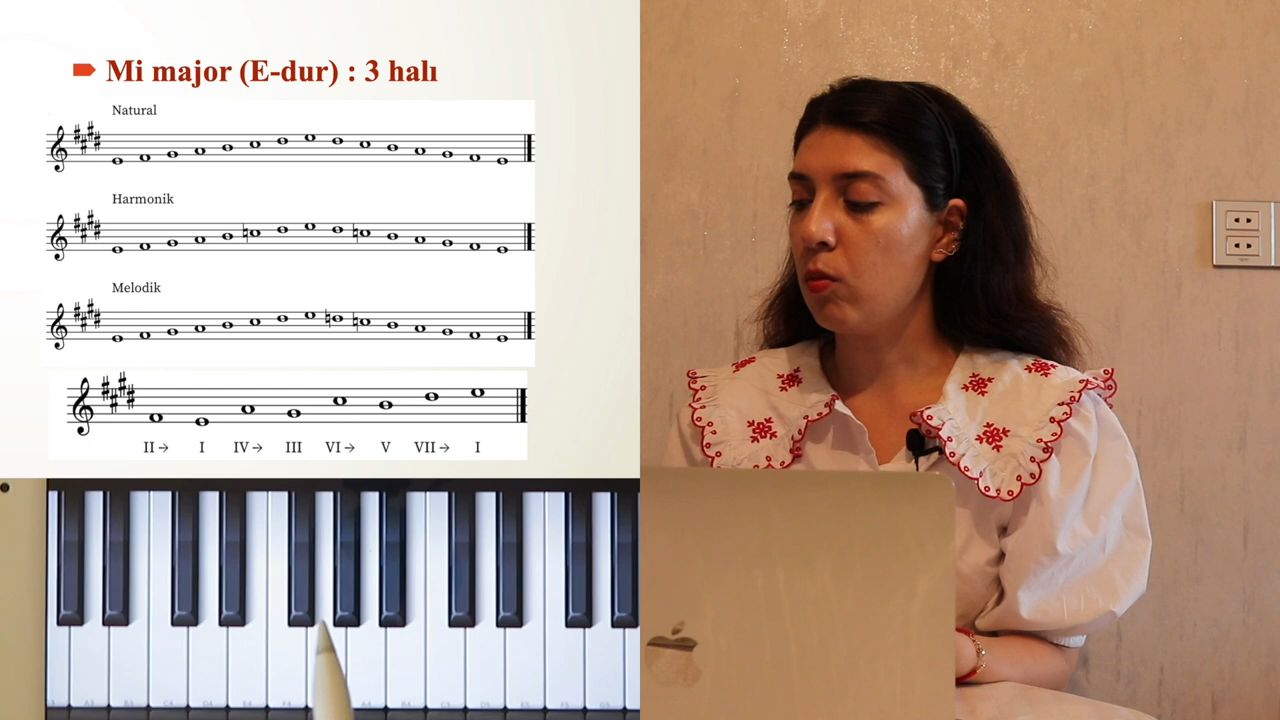 Mi major (E-dur) : 3 halı
Natural
Harmonik
Melodik
II → I IV → III VI → V VII → I